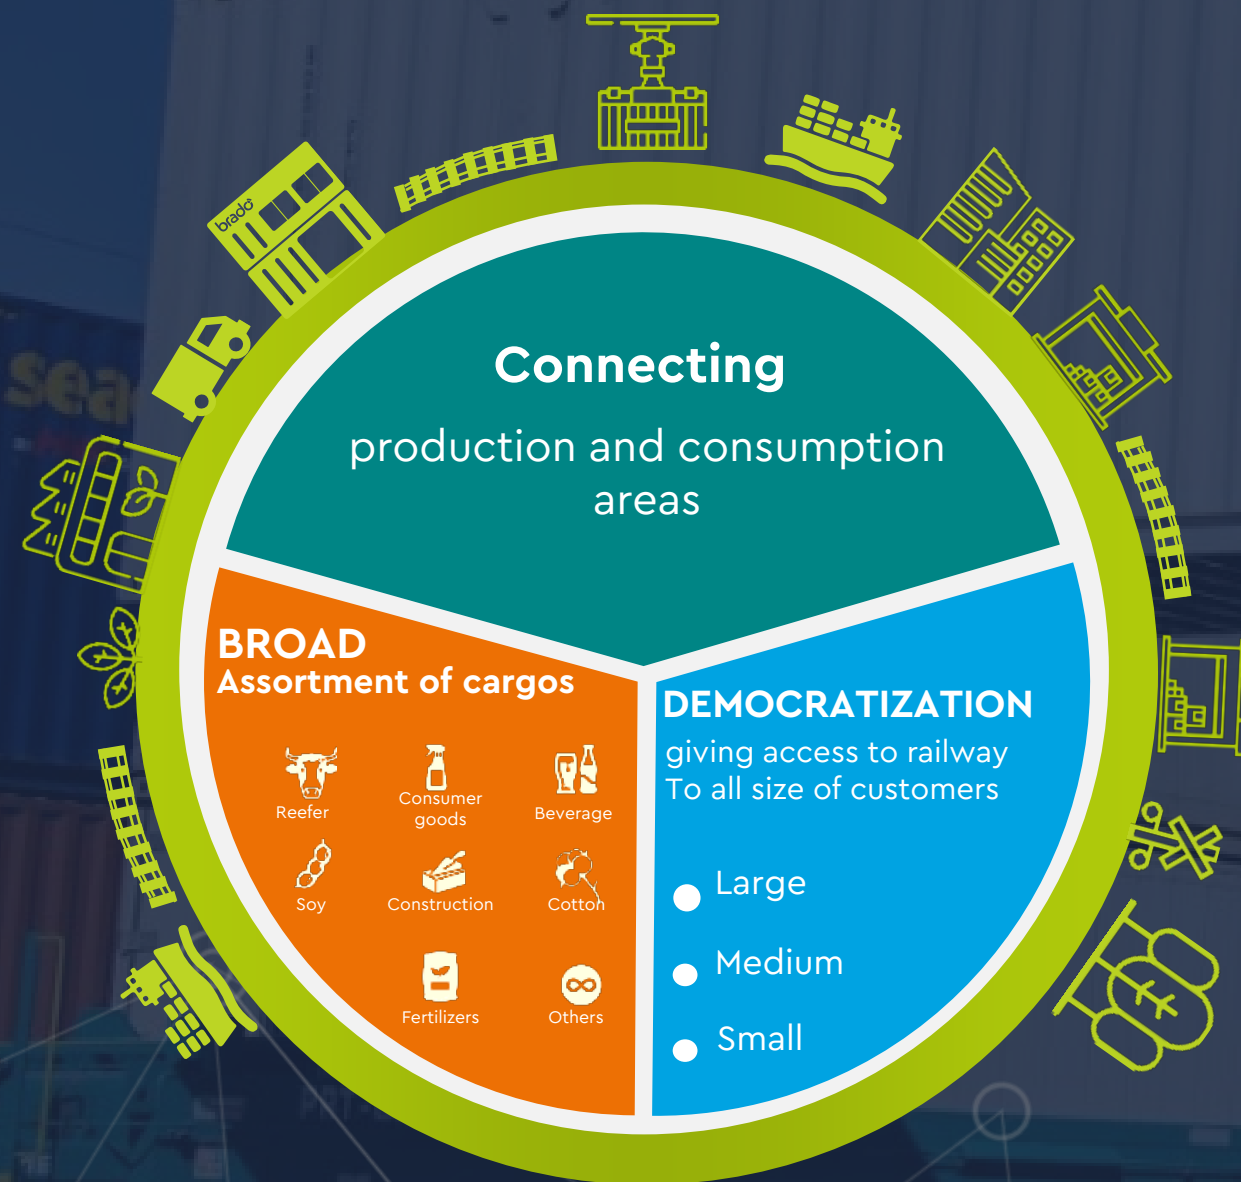 brado
sea
Connecting
production and consumption
areas
BROAD
Assortment of cargos
Reefer
Consumer
goods
Beverage
Soy
Construction
Cotton
Fertilizers
Others
DEMOCRATIZATION
giving access to railway
To all size of customers
Large
Medium
Small